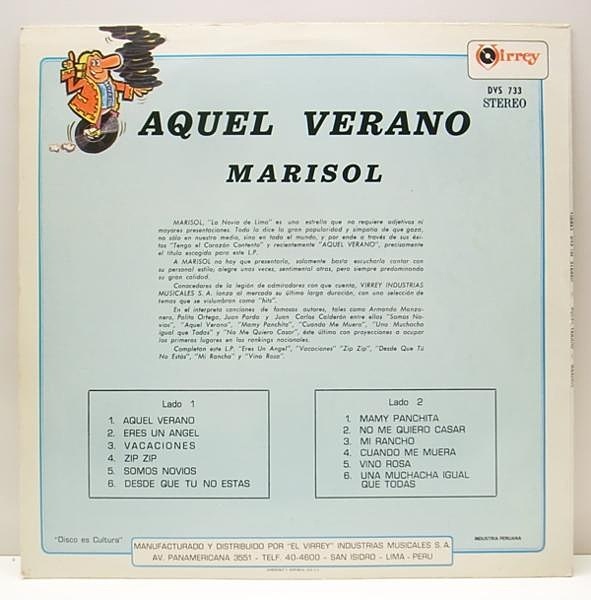 Virrey
DVS 733
STEREO
AQUEL VERANO
MARISOL
MARISOL, "La Novia de Lima" es una estrella que no requiere adjetivos ni
mayores presentaciones. Todo lo dice la gran popularidad y simpatía de que goza,
no sólo en nuestro medio, sino en todo el mundo, y por ende a través de sus éxi-
tos "Tengo el Corazón Contento" y recientemente "AQUEL VERANO", precisamente
el título escogido para este L.P.
A MARISOL no hay que presentarla, solamente basta escucharla cantar con
su personal estilo; alegre unas veces, sentimental otras, pero siempre predominando
su gran calidad.
Conocedores de la legión de admiradores con que cuenta, VIRREY INDUSTRIAS
MUSICALES S. A. lanza al mercado su última larga duración, con una selección de
temas que se vislumbran como "hits".
En el interpreta canciones de famosos autores, tales como Armando Manza-
nero, Palito Ortega, Juan Pardo y Juan Carlos Calderón entre ellos "Somos No-
vios", "Aquel Verano", "Mamy Panchita", "Cuando Me Muera", "Una Muchacha
igual que Todas" y "No Me Quiero Casar", éste último con proyecciones a ocupar
los primeros lugares en los rankings nacionales.
Completan este L.P. "Eres Un Angel", "Vacaciones" "Zip Zip", "Desde Que Tú
No Estás", "Mi Rancho" y "Vino Rosa".
Lado 1
1. AQUEL VERANO
2. ERES UN ANGEL
3. VACACIONES
4. ZIP ZIP
5. SOMOS NOVIOS
6. DESDE QUE TU NO ESTAS
Lado 2
1. MAMY PANCHITA
2. NO ME QUIERO CASAR
3. MI RANCHO
4. CUANDO ME MUERA
5. VINO ROSA
6. UNA MUCHACHA IGUAL
QUE TODAS
"Disco es Cultura"
MANUFACTURADO Y DISTRIBUIDO POR "EL VIRREY" INDUSTRIAS MUSICALES S. A.
AV. PANAMERICANA 3551 - TELF. 40-4600 - SAN ISIDRO - LIMA - PERU
INDUSTRIA PERUANA